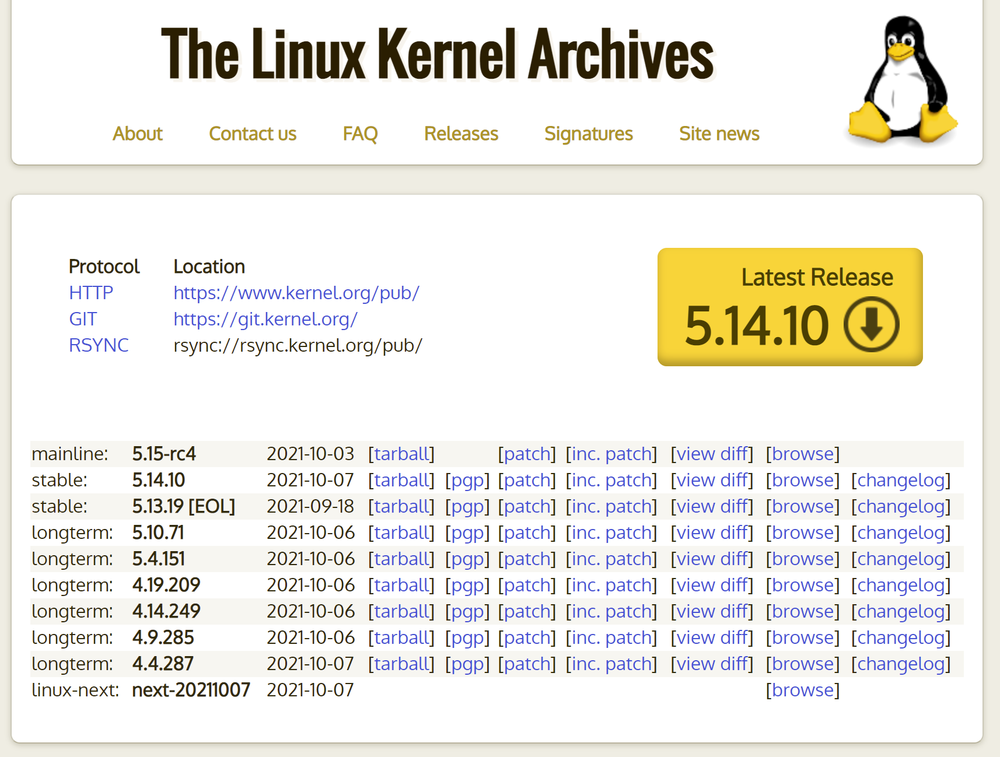 The Linux Kernel Archives
About Contact us FAQ Releases Signatures Site news
Protocol Location
HTTP https://www.kernel.org/pub/
GIT https://git.kernel.org/
RSYNC rsync://rsync.kernel.org/pub/
Latest Release
5.14.10
mainline: 5.15-rc4 2021-10-03 [tarball] [patch] [inc. patch] [view diff] [browse]
stable: 5.14.10 2021-10-07 [tarball] [pgp] [patch] [inc. patch] [view diff] [browse] [changelog]
stable: 5.13.19 [EOL] 2021-09-18 [tarball] [pgp] [patch] [inc. patch] [view diff] [browse] [changelog]
longterm: 5.10.71 2021-10-06 [tarball] [pgp] [patch] [inc. patch] [view diff] [browse] [changelog]
longterm: 5.4.151 2021-10-06 [tarball] [pgp] [patch] [inc. patch] [view diff] [browse] [changelog]
longterm: 4.19.209 2021-10-06 [tarball] [pgp] [patch] [inc. patch] [view diff] [browse] [changelog]
longterm: 4.14.249 2021-10-06 [tarball] [pgp] [patch] [inc. patch] [view diff] [browse] [changelog]
longterm: 4.9.285 2021-10-06 [tarball] [pgp] [patch] [inc. patch] [view diff] [browse] [changelog]
longterm: 4.4.287 2021-10-07 [tarball] [pgp] [patch] [inc. patch] [view diff] [browse] [changelog]
linux-next: next-20211007 2021-10-07 [browse]